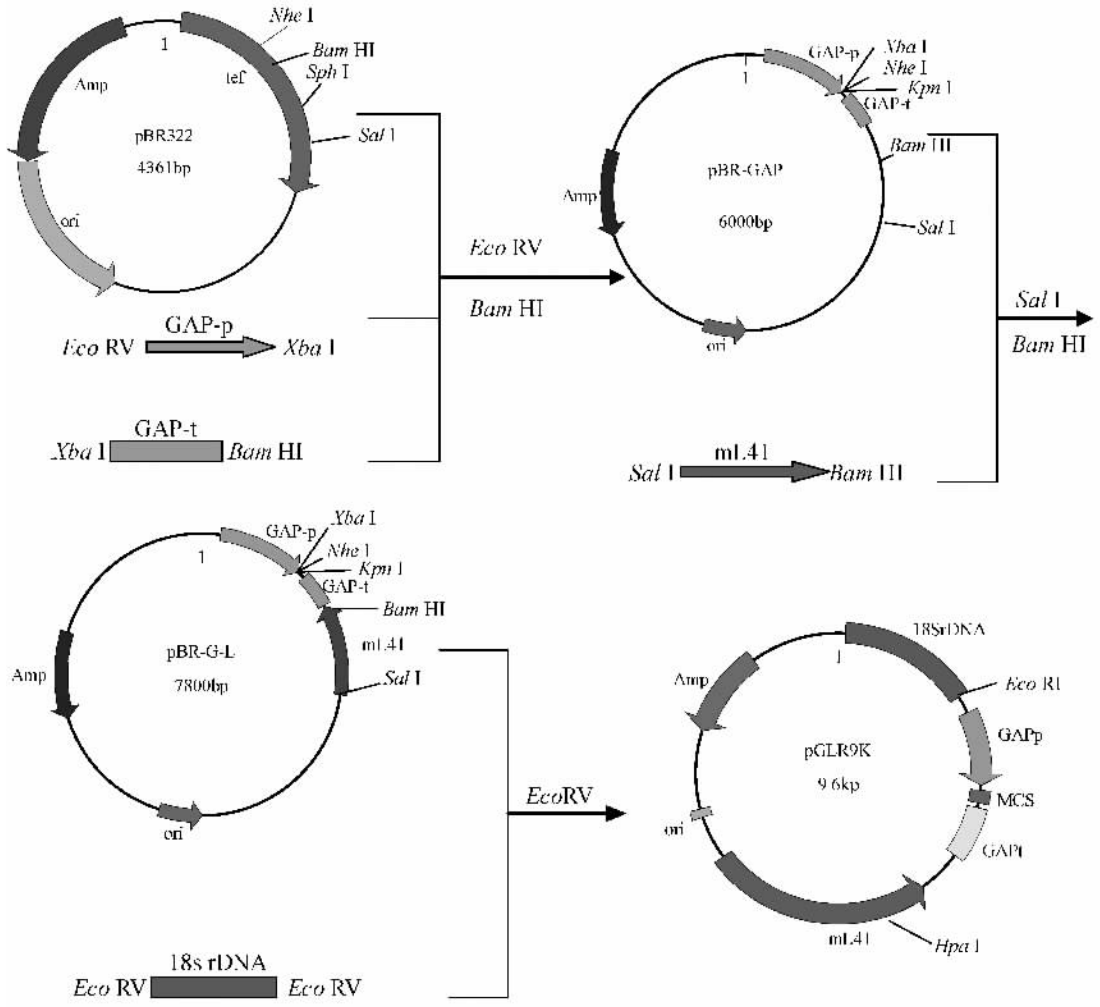 Nhe I
1
Bam HI
tef
Sph I
Amp
pBR322
4361bp
Sal I
ori
GAP-p
Eco RV
Xba I
GAP-t
Xba I
Bam HI
Eco RV
Bam HI
GAP-p
Xba I
1
Nhe I
Kpn I
GAP-t
Bam HI
pBR-GAP
6000bp
Amp
Sal I
ori
mL41
Sal I
Bam HI
Sal I
Bam HI
GAP-p
Xba I
1
Nhe I
Kpn I
GAP-t
Bam HI
mL41
pBR-G-L
7800bp
Amp
Sal I
ori
18s rDNA
Eco RV
Eco RV
EcoRV
18SrDNA
1
Eco RI
Amp
GAPp
pGLR9K
9.6kp
MCS
GAPt
ori
mL41
Hpa I